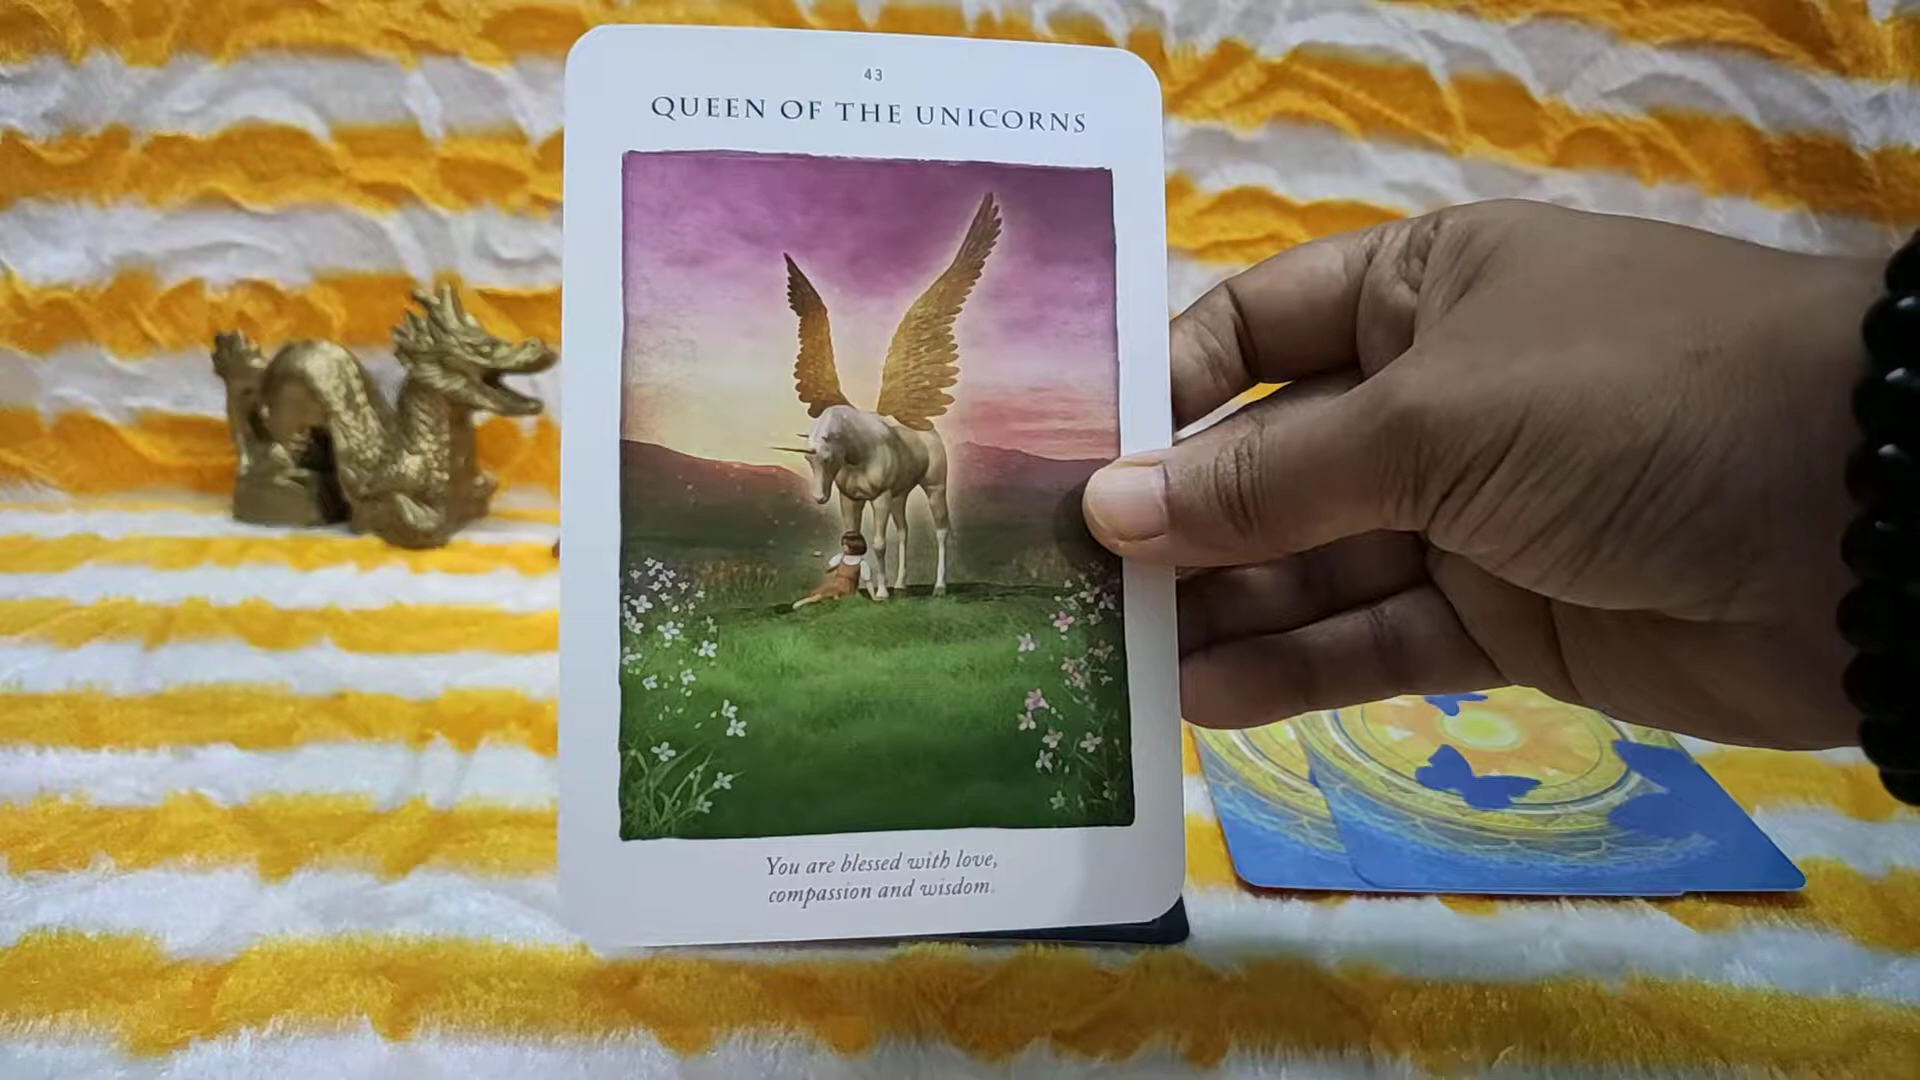 43
QUEEN OF THE UNICORNS
You are blessed with love,
compassion and wisdom.